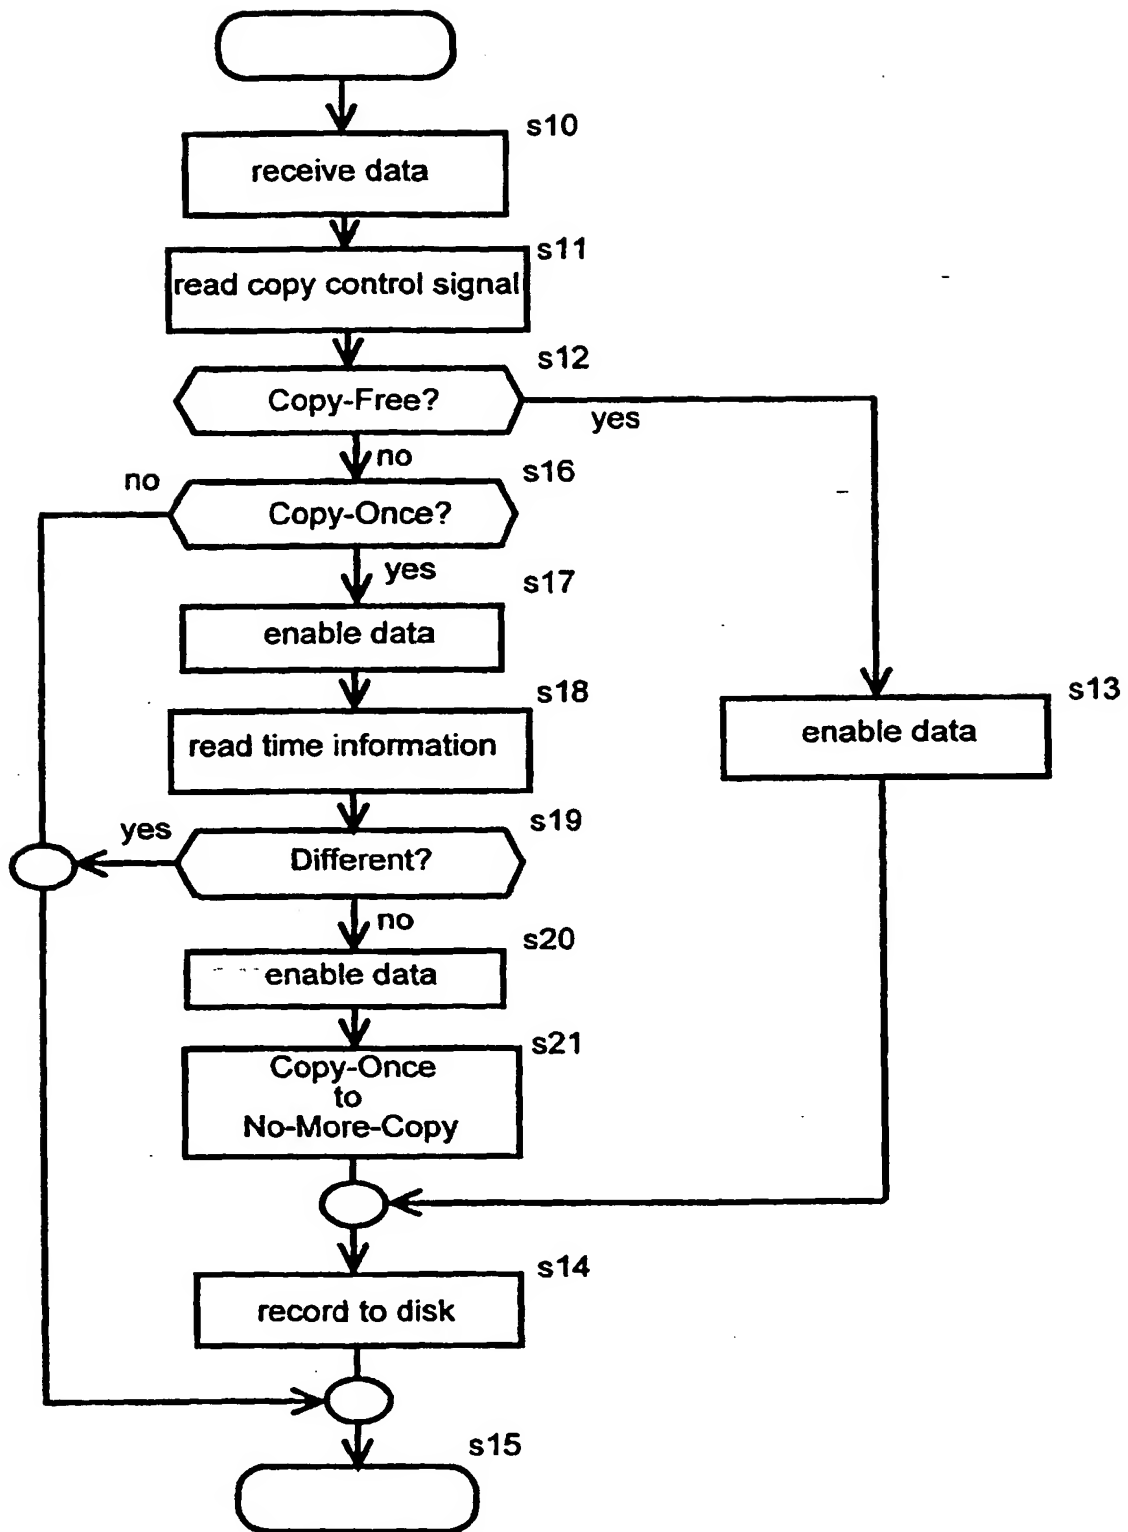 s10
receive data
s11
read copy control signal
s12
Copy-Free?
yes
no
s16
no
Copy-Once?
yes
s17
enable data
s18
read time information
s13
enable data
s19
yes
Different?
no
s20
enable data
s21
Copy-Once
to
No-More-Copy
s14
record to disk
s15